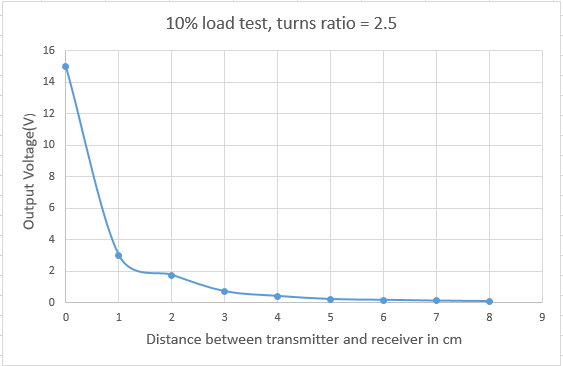 10% load test, turns ratio = 2.5
16
14
12
10
8
6
4
2
0
Output Voltage(V)
0 1 2 3 4 5 6 7 8 9
Distance between transmitter and receiver in cm